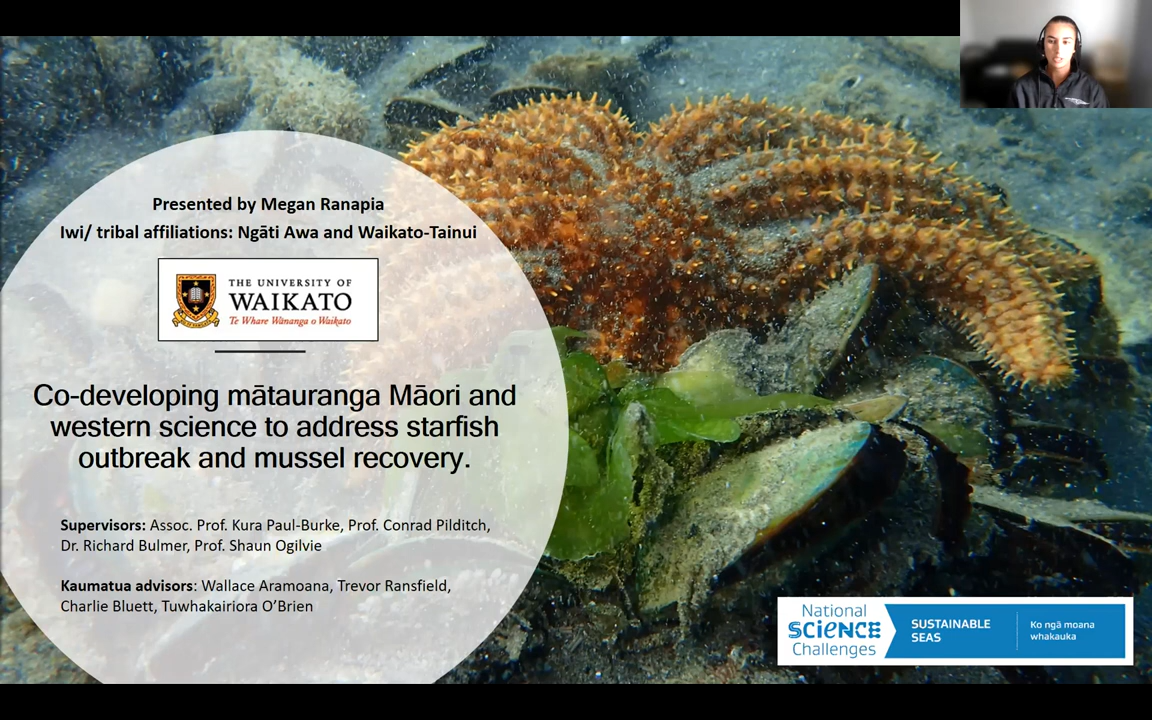 Presented by Megan Ranapia
Iwi/ tribal affiliations: Ngāti Awa and Waikato-Tainui
THE UNIVERSITY OF
WAIKATO
Te Whare Wānanga o Waikato
Co-developing mātauranga Māori and
western science to address starfish
outbreak and mussel recovery.
Supervisors: Assoc. Prof. Kura Paul-Burke, Prof. Conrad Pilditch,
Dr. Richard Bulmer, Prof. Shaun Ogilvie
Kaumatua advisors: Wallace Aramoana, Trevor Ransfield,
Charlie Bluett, Tuwhakairiora O’Brien
National
SCIENCE
Challenges
SUSTAINABLE
SEAS
Ko ngā moana
whakauka